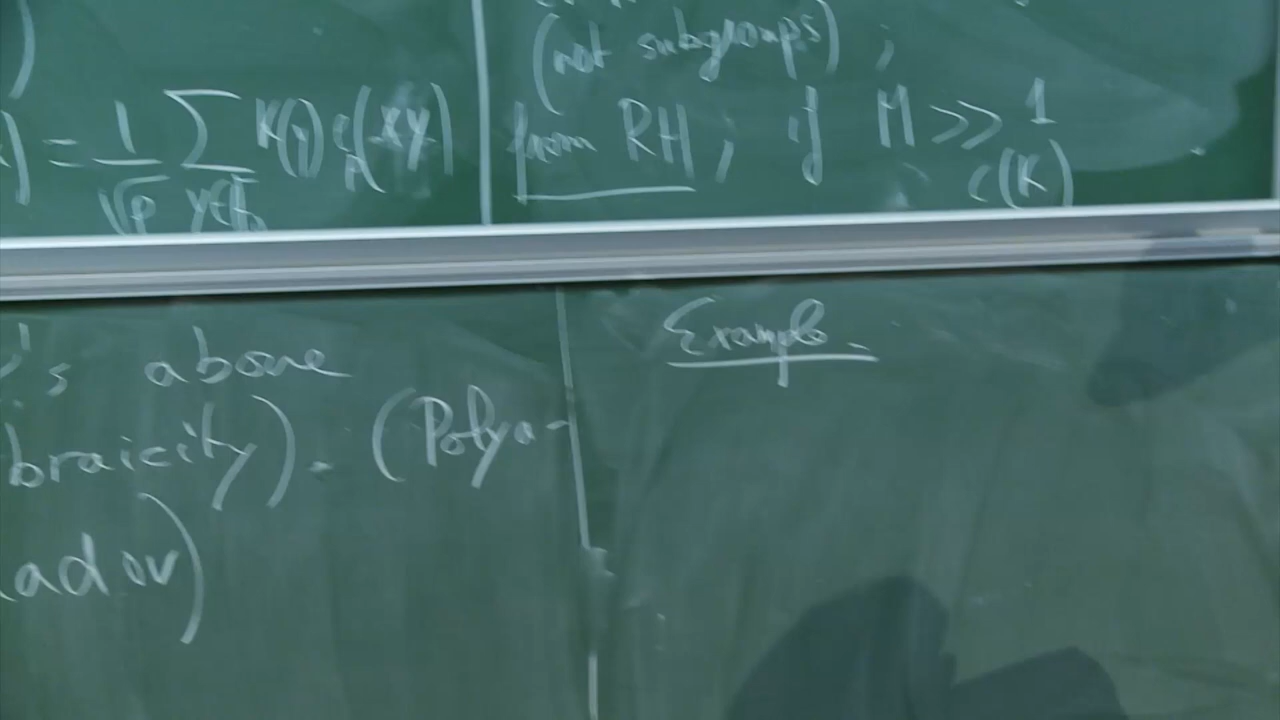 ) = 1/√p ∑ y∈F_p K(y) e_p(xy)
(not subgroups) ;
from RH ; if M >> 1/c(K)
's above
braicity). (Polya-
adov)
Example.